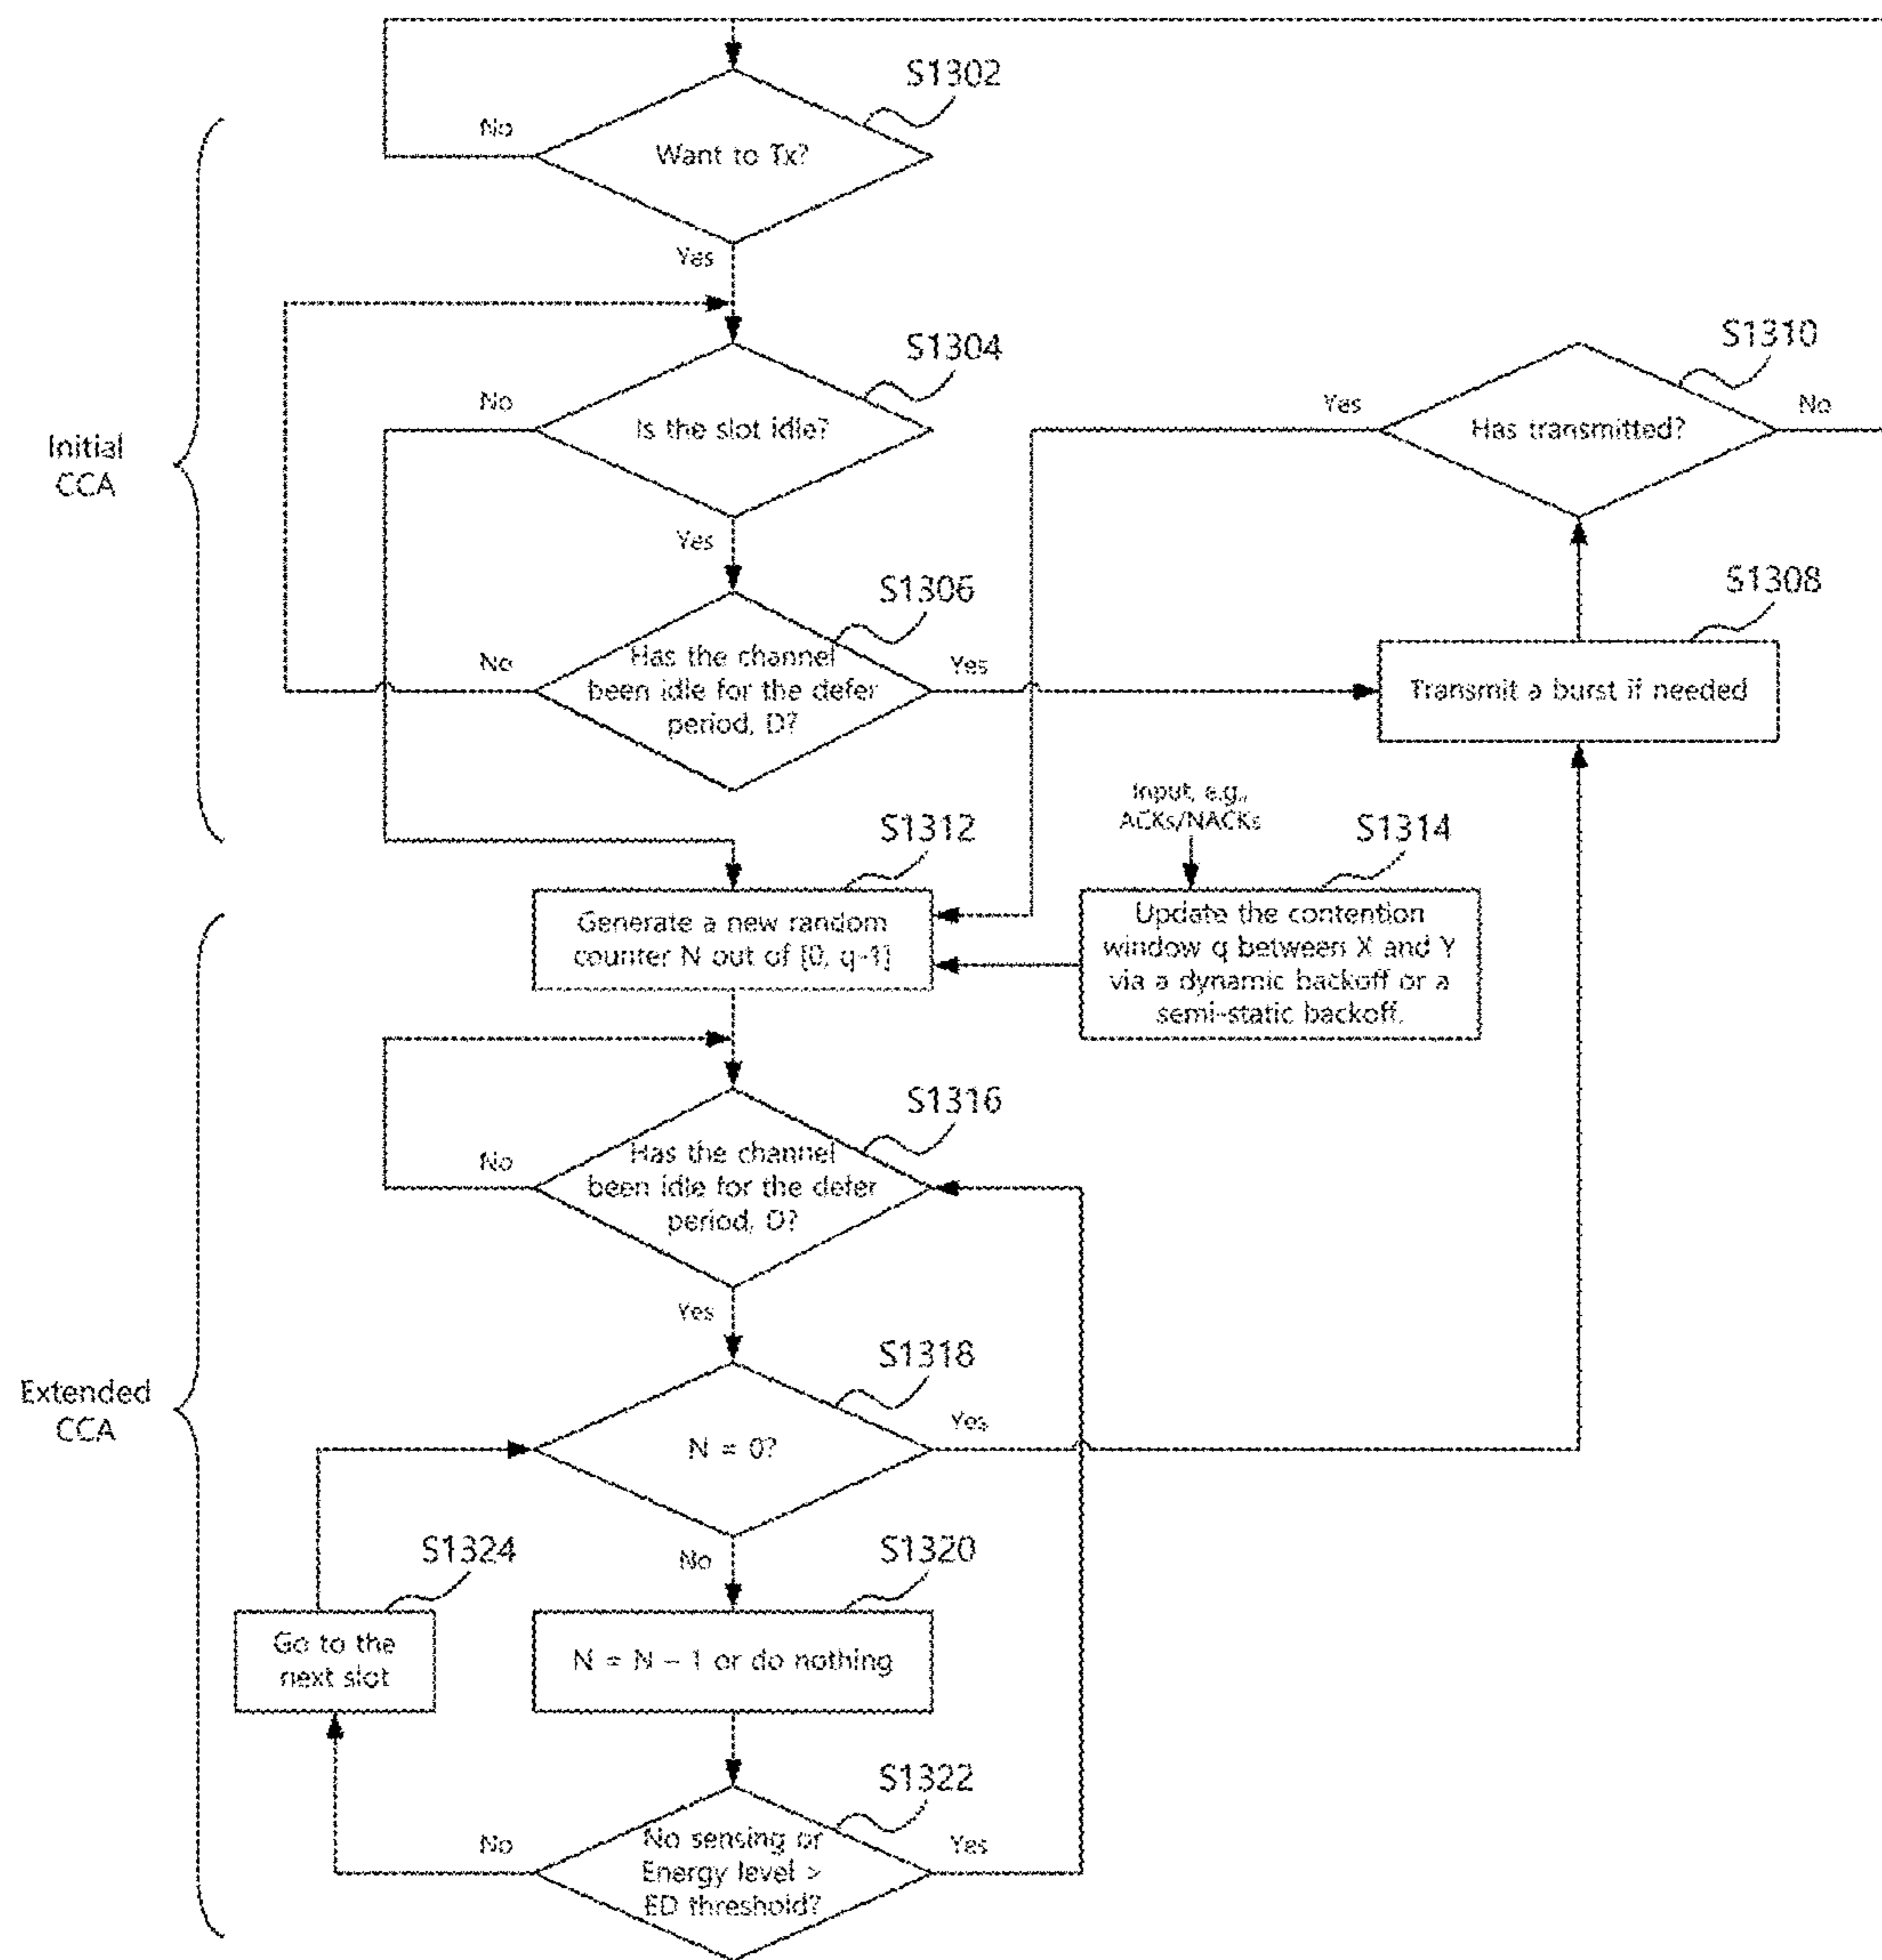 S1302
No
Want to Tx?
Yes
Initial
CCA
S1304
No
Is the slot idle?
Yes
S1310
Yes
Has transmitted?
No
S1306
No
Has the channel
been idle for the defer
period, D?
Yes
S1308
Transmit a burst if needed
S1312
Generate a new random
counter N out of [0, q-1]
Input, e.g.,
ACKs/NACKs
S1314
Update the contention
window q between X and Y
via a dynamic backoff or a
semi-static backoff.
Extended
CCA
S1316
No
Has the channel
been idle for the defer
period, D?
Yes
S1318
N = 0?
Yes
No
S1324
Go to the
next slot
S1320
N = N – 1 or do nothing
S1322
No
No sensing or
Energy level >
ED threshold?
Yes